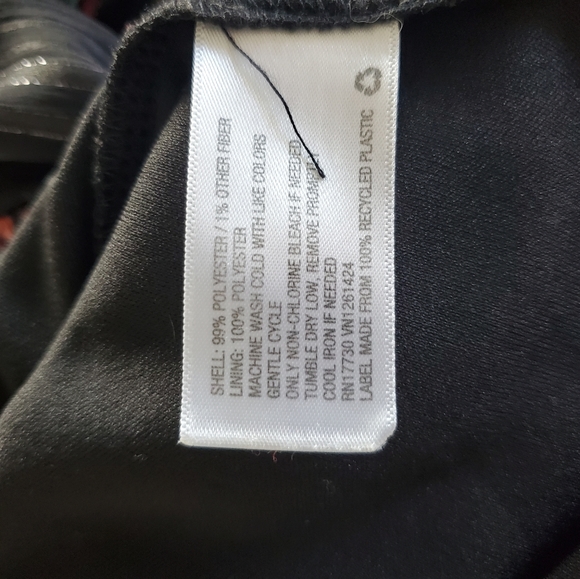 SHELL: 99% POLYESTER / 1% OTHER FIBER
LINING: 100% POLYESTER
MACHINE WASH COLD WITH LIKE COLORS
GENTLE CYCLE
ONLY NON-CHLORINE BLEACH IF NEEDED
TUMBLE DRY LOW, REMOVE PROMPTLY
COOL IRON IF NEEDED
RN17730 VN1261424
LABEL MADE FROM 100% RECYCLED PLASTIC